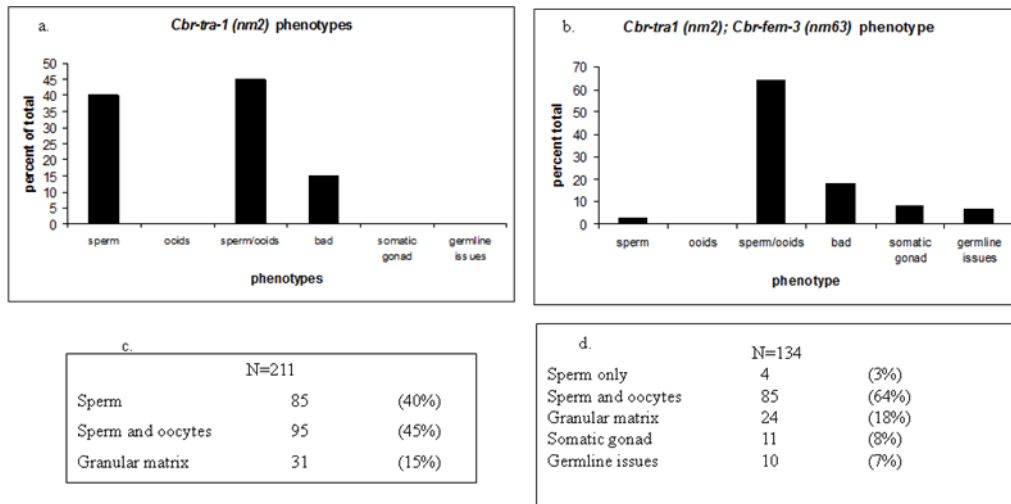 a.
Cbr-tra-1 (nm2) phenotypes
percent of total
50
45
40
35
30
25
20
15
10
5
0
sperm
ooids
sperm/ooids
bad
somatic gonad
germline issues
phenotypes
b.
Cbr-tra1 (nm2); Cbr-fem-3 (nm63) phenotype
percent total
70
60
50
40
30
20
10
0
sperm
ooids
sperm/ooids
bad
somatic gonad
germline issues
phenotype
c.
N=211
Sperm 85 (40%)
Sperm and oocytes 95 (45%)
Granular matrix 31 (15%)
d.
N=134
Sperm only 4 (3%)
Sperm and oocytes 85 (64%)
Granular matrix 24 (18%)
Somatic gonad 11 (8%)
Germline issues 10 (7%)